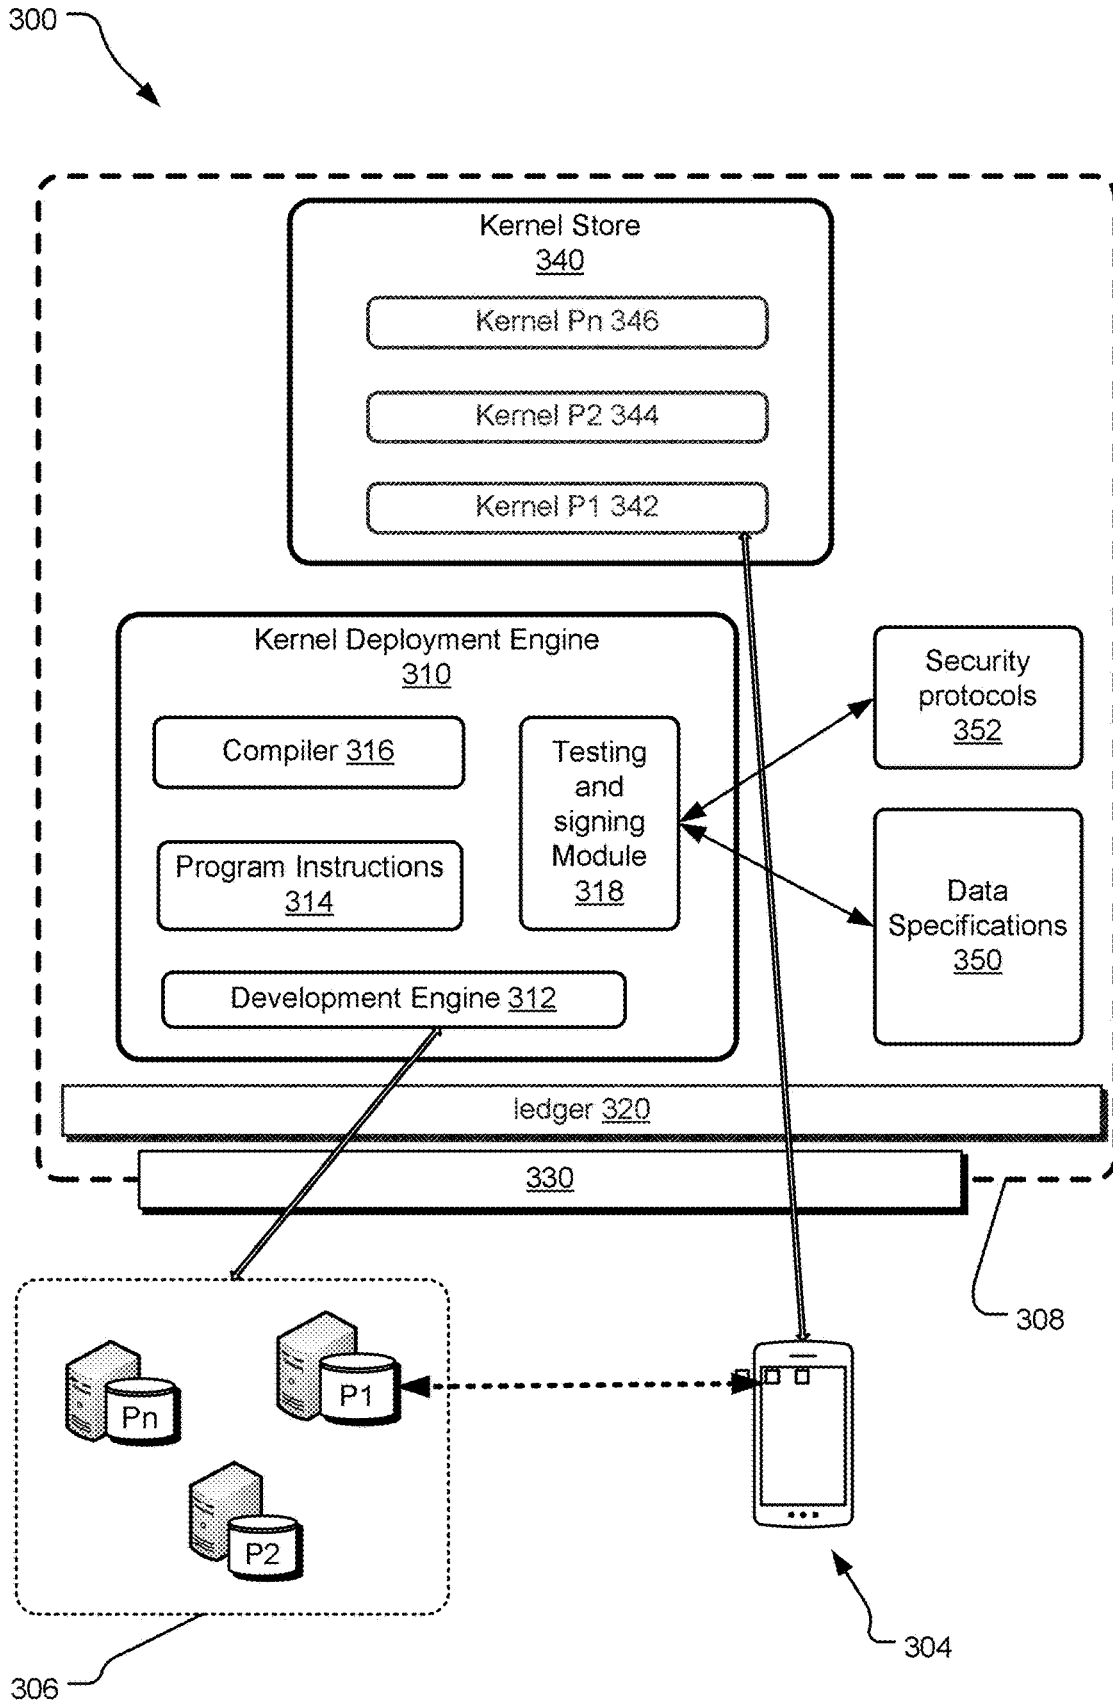 300
Kernel Store
340
Kernel Pn 346
Kernel P2 344
Kernel P1 342
Kernel Deployment Engine
310
Compiler 316
Program Instructions
314
Testing
and
signing
Module
318
Development Engine 312
Security
protocols
352
Data
Specifications
350
ledger 320
330
308
Pn
P1
P2
306
304